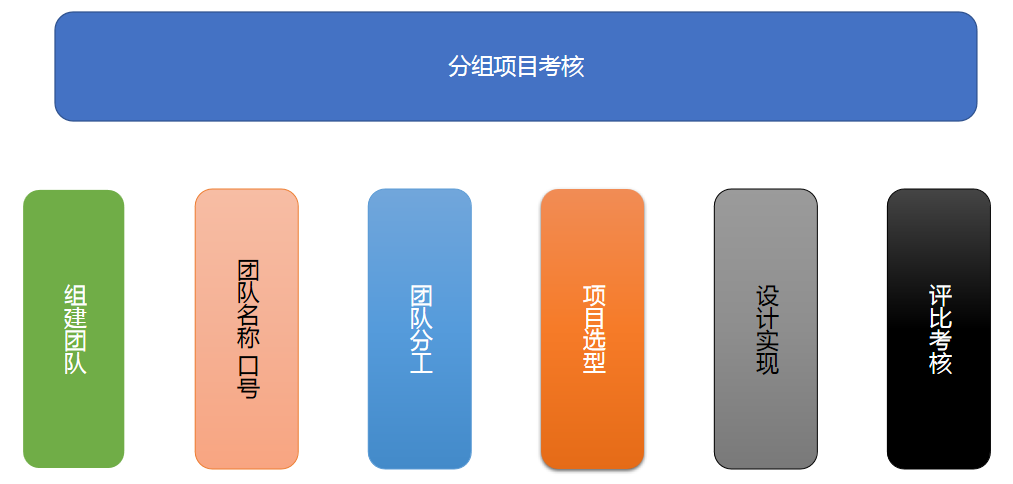 分组项目考核
组建团队
团队名称 口号
团队分工
项目选型
设计实现
评比考核